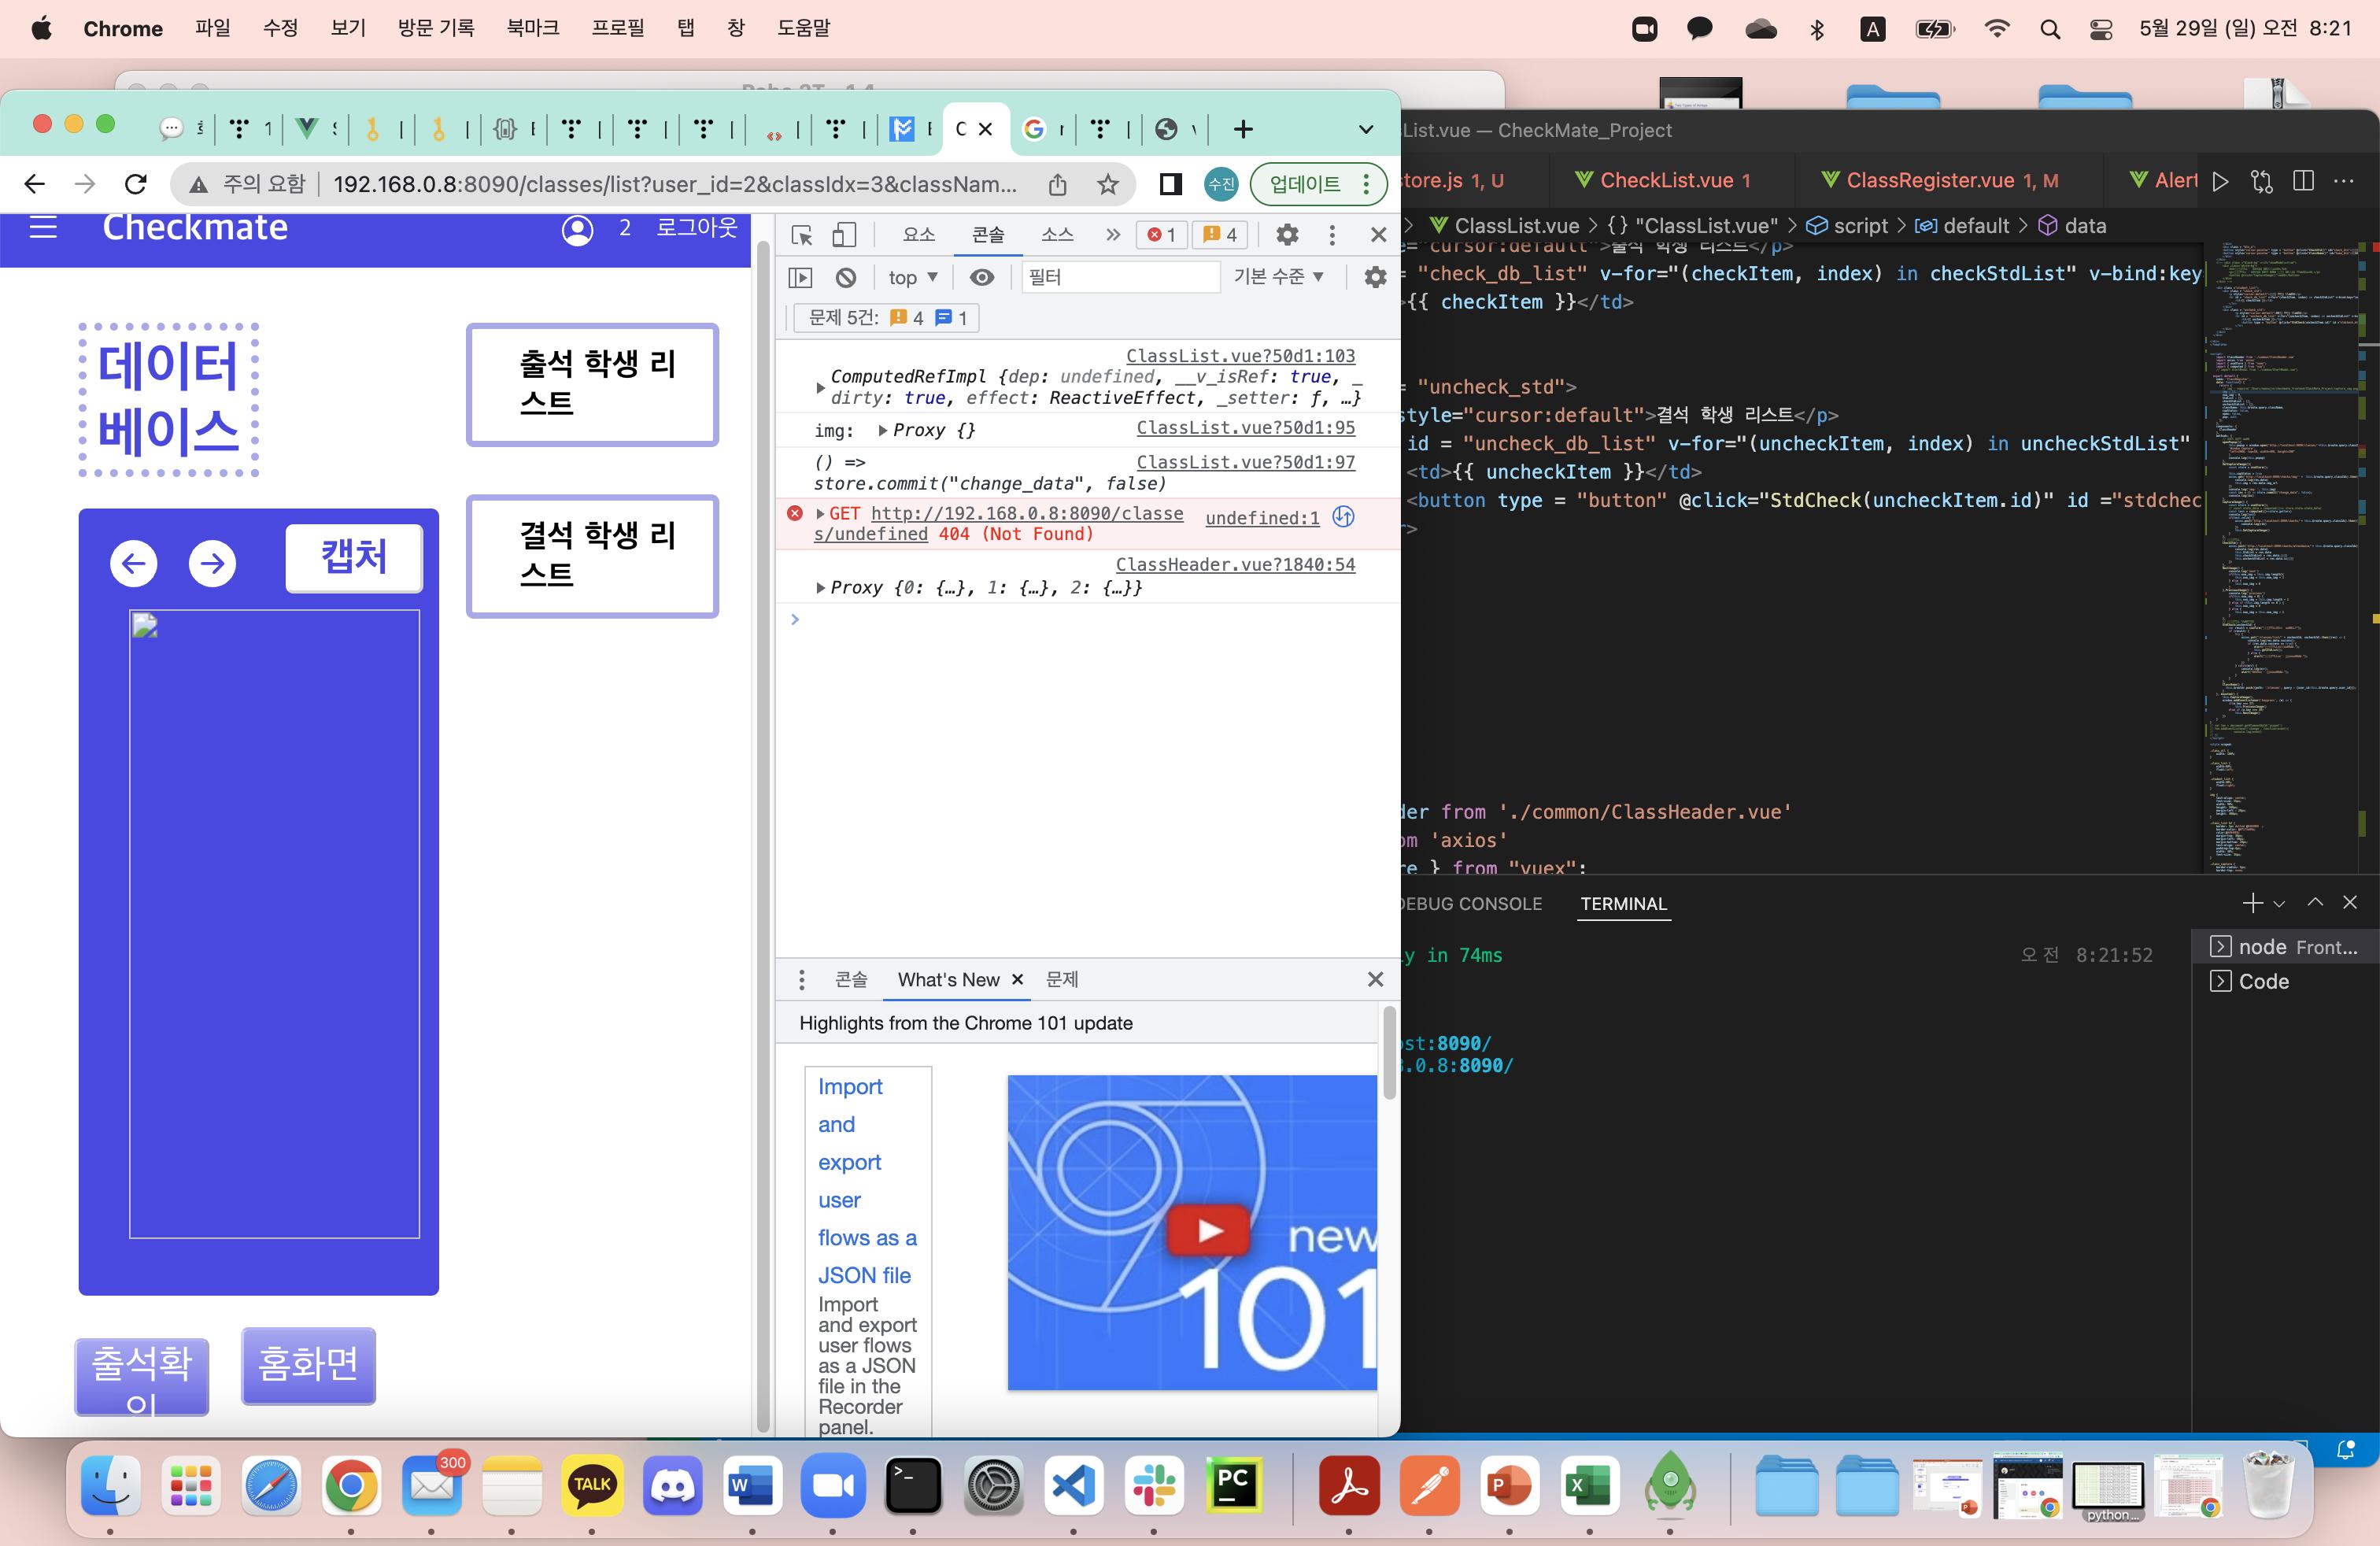 Chrome 파일 수정 보기 방문 기록 북마크 프로필 탭 창 도움말
A 5월 29일 (일) 오전 8:21
주의 요함 192.168.0.8:8090/classes/list?user_id=2&classIdx=3&classNam...
수진 업데이트
Checkmate 2 로그아웃
데이터
베이스
출석 학생 리
스트
결석 학생 리
스트
캡처
출석확
인
홈화면
요소 콘솔 소스 1 4
top 필터 기본 수준
문제 5건: 4 1
ClassList.vue?50d1:103
ComputedRefImpl {dep: undefined, __v_isRef: true, _
dirty: true, effect: ReactiveEffect, _setter: ƒ, …}
img: Proxy {} ClassList.vue?50d1:95
() => ClassList.vue?50d1:97
store.commit("change_data", false)
GET http://192.168.0.8:8090/classe undefined:1
s/undefined 404 (Not Found)
ClassHeader.vue?1840:54
Proxy {0: {…}, 1: {…}, 2: {…}}
콘솔 What's New 문제
Highlights from the Chrome 101 update
Import
and
export
user
flows as a
JSON file
Import
and export
user flows
as a JSON
file in the
Recorder
panel.
new
101
List.vue — CheckMate_Project
tore.js 1, U CheckList.vue 1 ClassRegister.vue 1, M Alert
ClassList.vue {} "ClassList.vue" script default data
e="cursor:default">출석 학생 리스트</p>
= "check_db_list" v-for="(checkItem, index) in checkStdList" v-bind:key
>{{ checkItem }}</td>
= "uncheck_std">
style="cursor:default">결석 학생 리스트</p>
id = "uncheck_db_list" v-for="(uncheckItem, index) in uncheckStdList"
<td>{{ uncheckItem }}</td>
<button type = "button" @click="StdCheck(uncheckItem.id)" id ="stdchec
>
der from './common/ClassHeader.vue'
om 'axios'
re } from "vuex";
DEBUG CONSOLE TERMINAL
y in 74ms 오전 8:21:52
ost:8090/
8.0.8:8090/
node Front...
Code
300
TALK
W
PC
P
X
python...